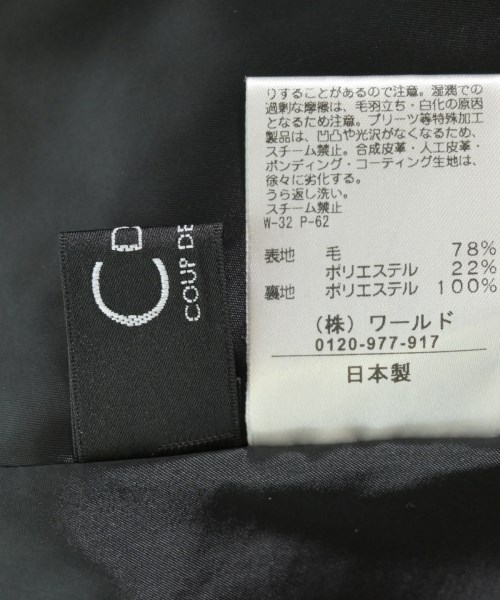 りすることがあるので注意。湿潤での
過剰な摩擦は、毛羽立ち・白化の原因
となるため注意。プリーツ等特殊加工
製品は、凹凸や光沢がなくなるため、
スチーム禁止。合成皮革・人工皮革・
ボンディング・コーティング生地は、
徐々に劣化する。
うら返し洗い。
スチーム禁止
W-32 P-62
表地 毛 78%
ポリエステル 22%
裏地 ポリエステル 100%
(株) ワールド
0120-977-917
日本製
C D
COUP DE